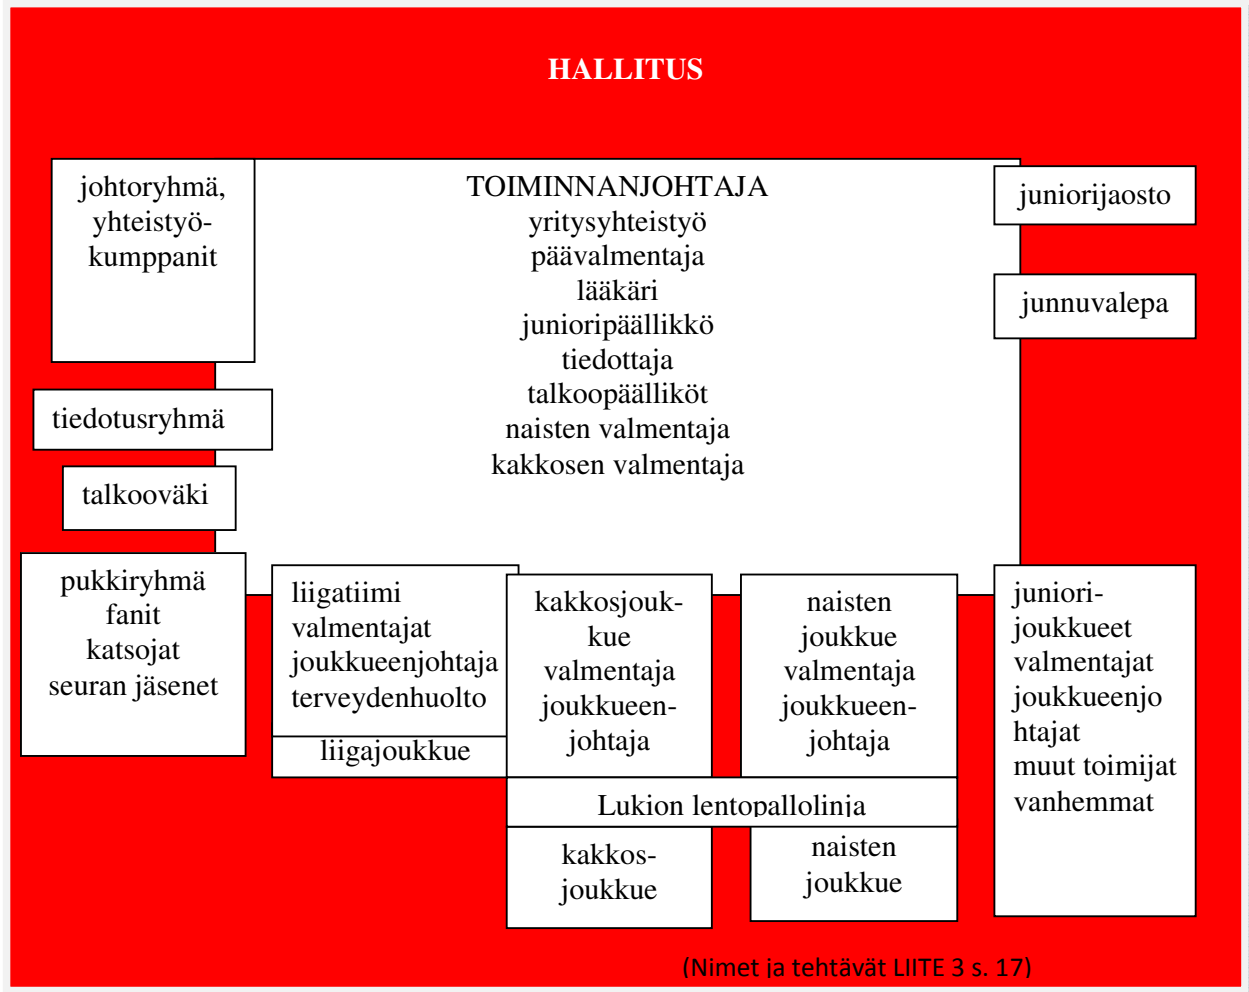 HALLITUS
johtoryhmä,
yhteistyö-
kumppanit
TOIMINNANJOHTAJA
yritysyhteistyö
päävalmentaja
lääkäri
junioripäällikkö
tiedottaja
talkoopäälliköt
naisten valmentaja
kakkosen valmentaja
juniorijaosto
junnuvalepa
tiedotusryhmä
talkooväki
pukkiryhmä
fanit
katsojat
seuran jäsenet
liigatiimi
valmentajat
joukkueenjohtaja
terveydenhuolto
liigajoukkue
kakkosjouk-
kue
valmentaja
joukkueen-
johtaja
naisten
joukkue
valmentaja
joukkueen-
johtaja
Lukion lentopallolinja
kakkos-
joukkue
naisten
joukkue
juniori-
joukkueet
valmentajat
joukkueenjo
htajat
muut toimijat
vanhemmat
(Nimet ja tehtävät LIITE 3 s. 17)